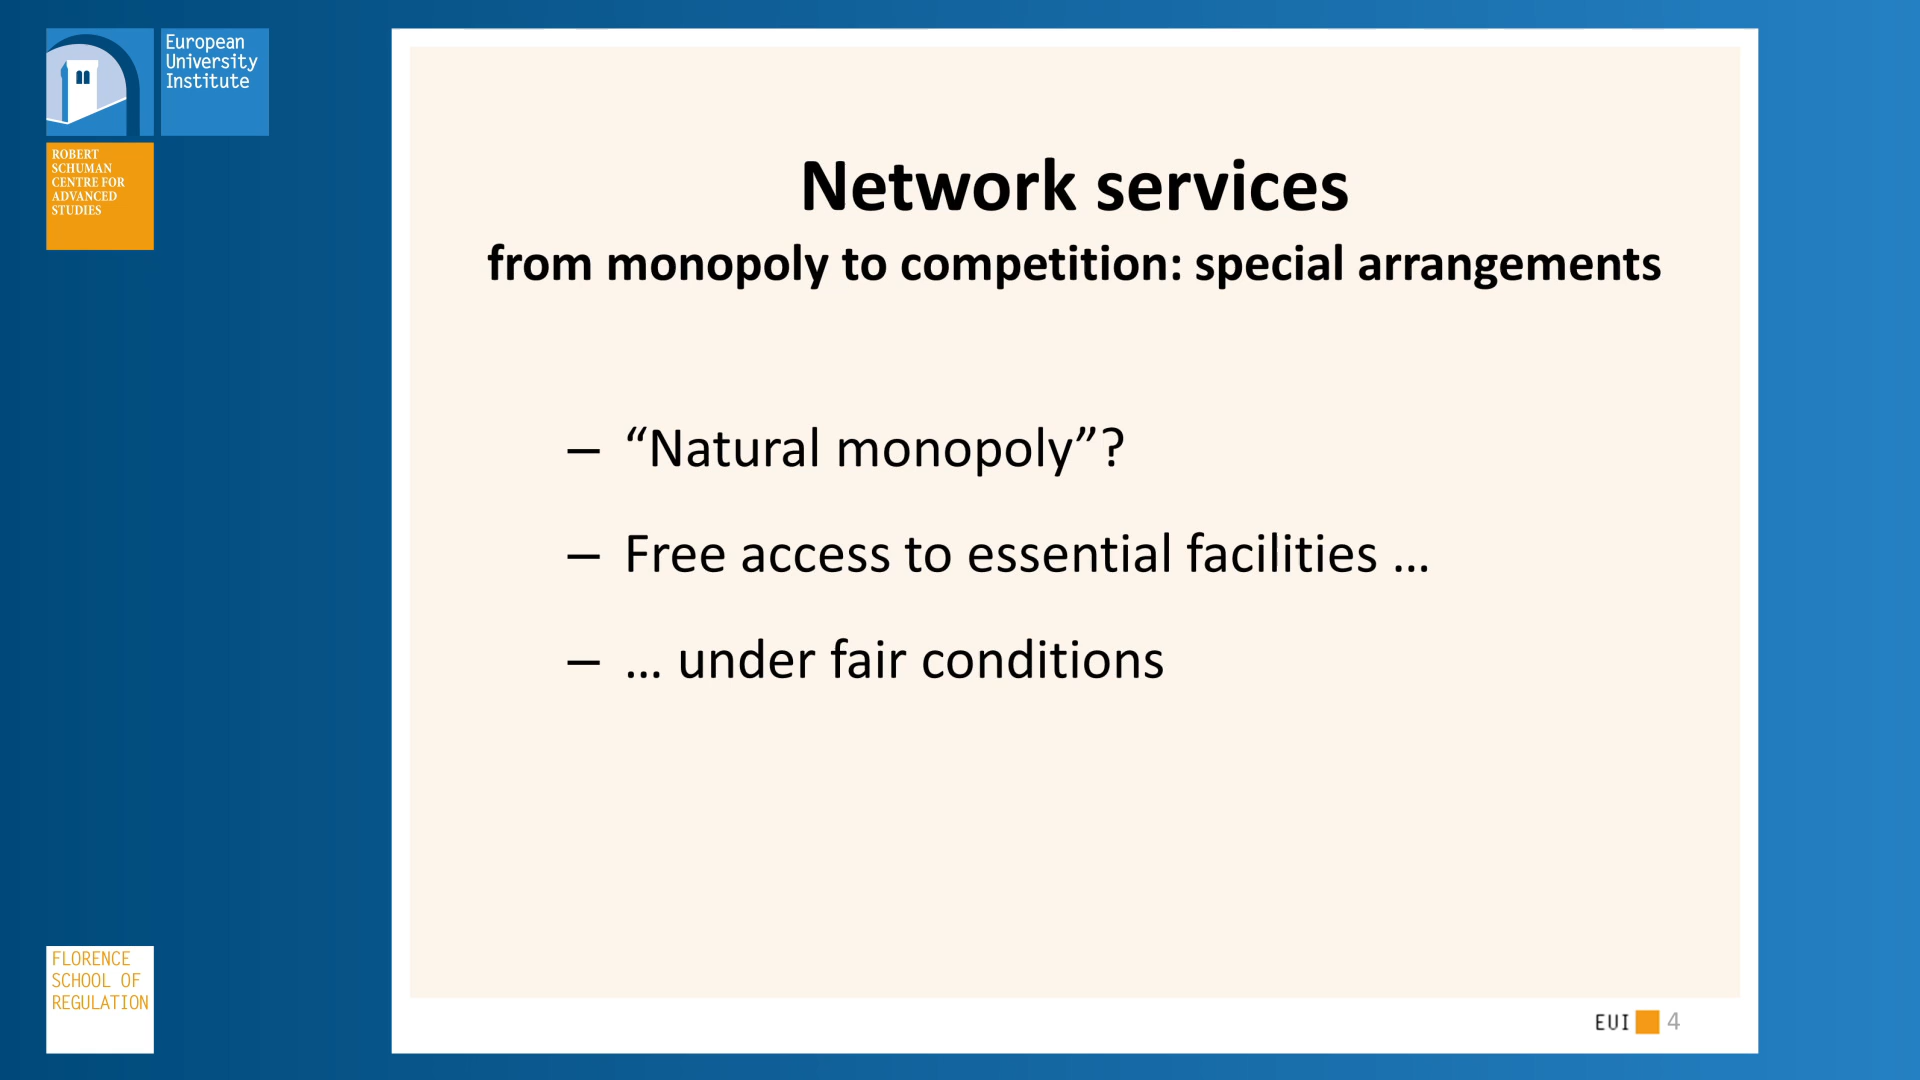 European
University
Institute
ROBERT
SCHUMAN
CENTRE FOR
ADVANCED
STUDIES
Network services
from monopoly to competition: special arrangements
– “Natural monopoly”?
– Free access to essential facilities …
– … under fair conditions
FLORENCE
SCHOOL OF
REGULATION
EUI 4